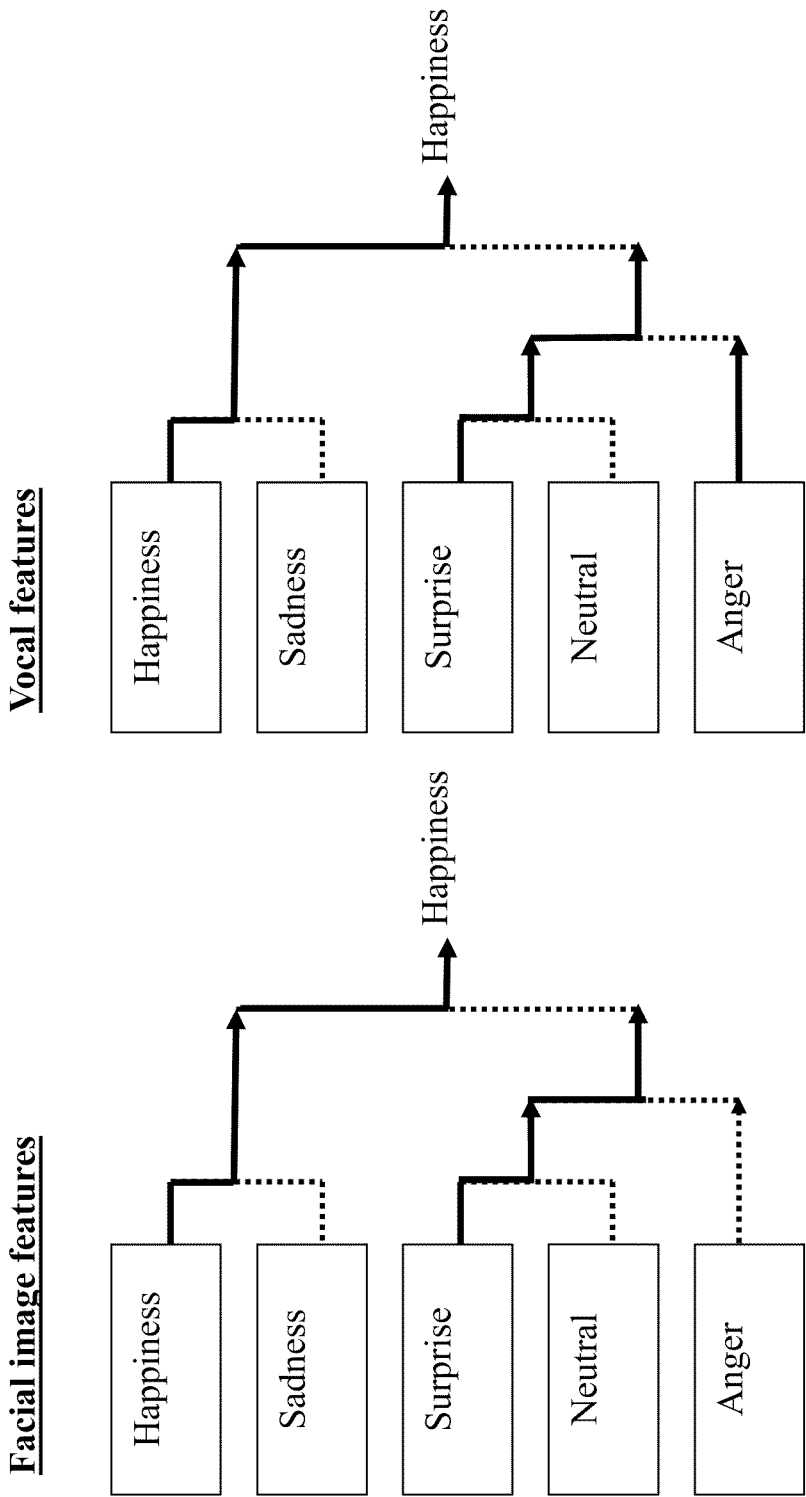 Facial image features
Happiness
Sadness
Surprise
Neutral
Anger
Happiness
Vocal features
Happiness
Sadness
Surprise
Neutral
Anger
Happiness